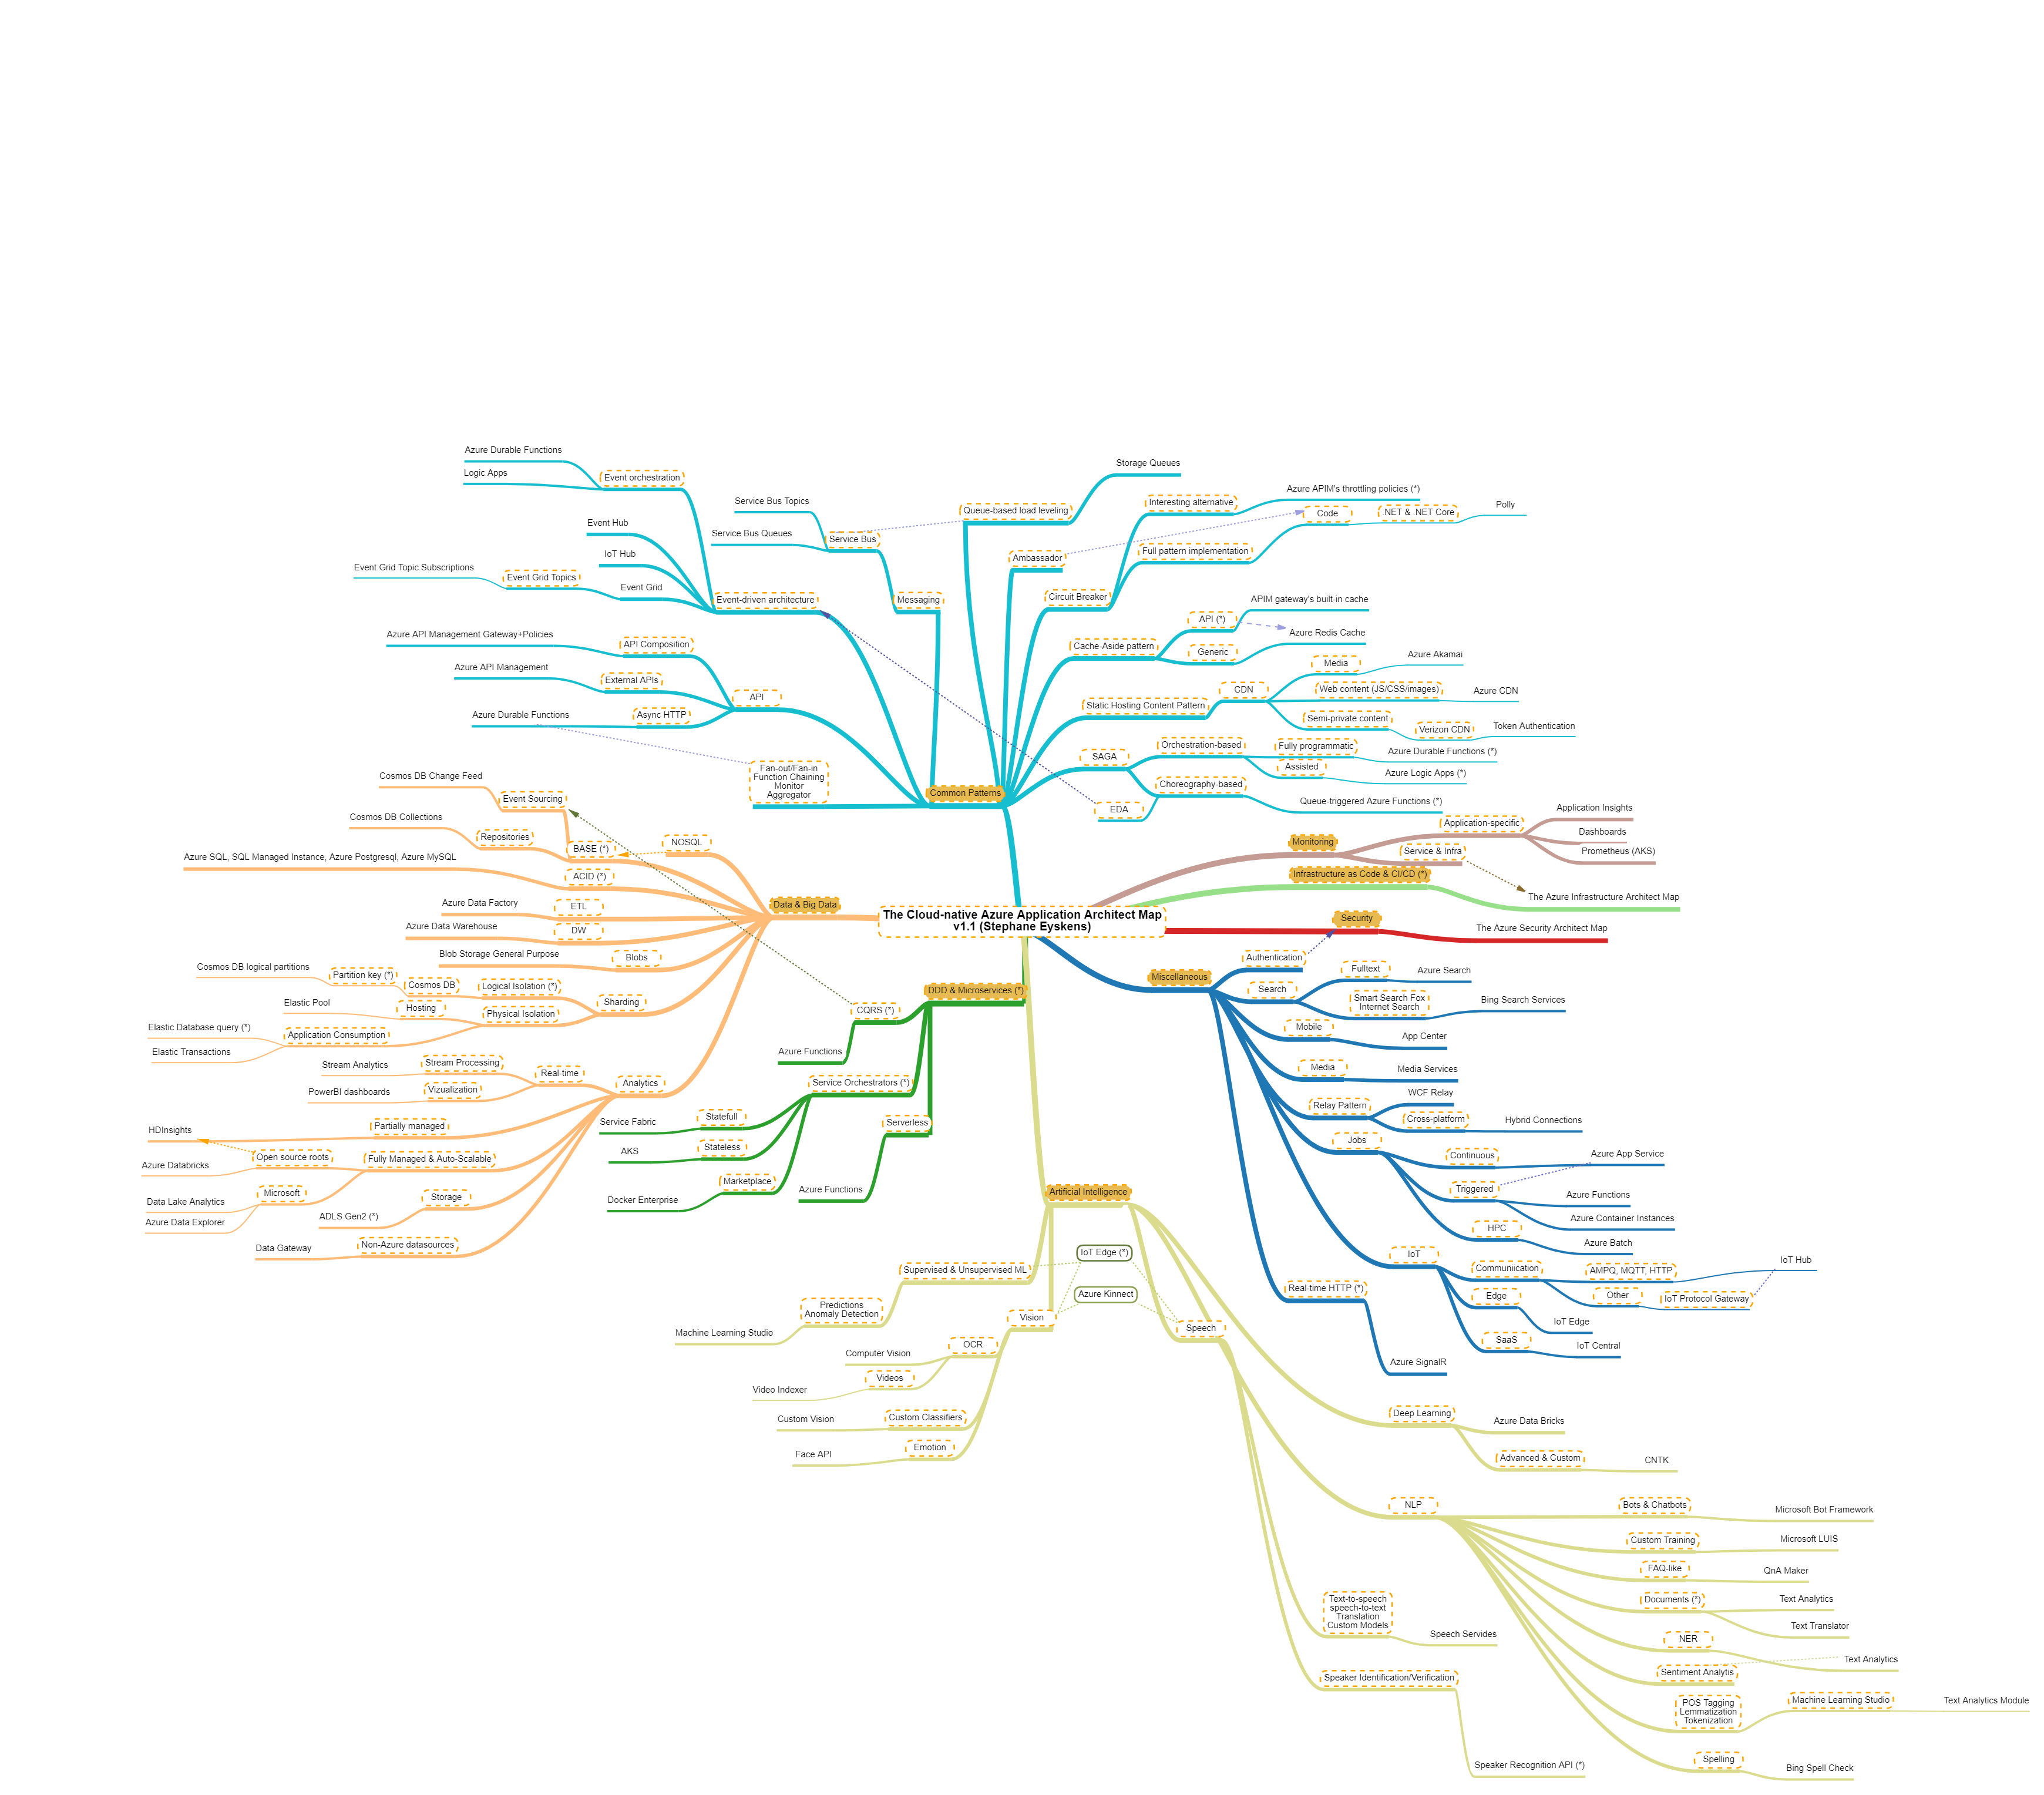 The Cloud-native Azure Application Architect Map
v1.1 (Stephane Eyskens)
Common Patterns
Event-driven architecture
Event orchestration
Azure Durable Functions
Logic Apps
Event Hub
IoT Hub
Event Grid
Event Grid Topics
Event Grid Topic Subscriptions
Messaging
Service Bus
Service Bus Topics
Service Bus Queues
API
API Composition
Azure API Management Gateway+Policies
External APIs
Azure API Management
Async HTTP
Azure Durable Functions
Fan-out/Fan-in
Function Chaining
Monitor
Aggregator
Queue-based load leveling
Storage Queues
Ambassador
Circuit Breaker
Interesting alternative
Azure APIM's throttling policies (*)
Full pattern implementation
Code
.NET & .NET Core
Polly
Cache-Aside pattern
API (*)
APIM gateway's built-in cache
Generic
Azure Redis Cache
Static Hosting Content Pattern
CDN
Media
Azure Akamai
Web content (JS/CSS/images)
Azure CDN
Semi-private content
Verizon CDN
Token Authentication
SAGA
Orchestration-based
Fully programmatic
Azure Durable Functions (*)
Assisted
Azure Logic Apps (*)
Choreography-based
Queue-triggered Azure Functions (*)
EDA
Monitoring
Application-specific
Application Insights
Dashboards
Prometheus (AKS)
Service & Infra
Infrastructure as Code & CI/CD (*)
The Azure Infrastructure Architect Map
Security
The Azure Security Architect Map
Data & Big Data
NOSQL
BASE (*)
Event Sourcing
Cosmos DB Change Feed
Repositories
Cosmos DB Collections
ACID (*)
Azure SQL, SQL Managed Instance, Azure Postgresql, Azure MySQL
ETL
Azure Data Factory
DW
Azure Data Warehouse
Blobs
Blob Storage General Purpose
Sharding
Logical Isolation (*)
Cosmos DB
Partition key (*)
Cosmos DB logical partitions
Physical Isolation
Hosting
Elastic Pool
Application Consumption
Elastic Database query (*)
Elastic Transactions
Analytics
Real-time
Stream Processing
Stream Analytics
Vizualization
PowerBI dashboards
Partially managed
HDInsights
Fully Managed & Auto-Scalable
Open source roots
Azure Databricks
Microsoft
Data Lake Analytics
Azure Data Explorer
Storage
ADLS Gen2 (*)
Non-Azure datasources
Data Gateway
DDD & Microservices (*)
CQRS (*)
Azure Functions
Service Orchestrators (*)
Statefull
Service Fabric
Stateless
AKS
Marketplace
Docker Enterprise
Serverless
Azure Functions
Miscellaneous
Authentication
Search
Fulltext
Azure Search
Smart Search Fox
Internet Search
Bing Search Services
Mobile
App Center
Media
Media Services
Relay Pattern
WCF Relay
Cross-platform
Hybrid Connections
Jobs
Continuous
Azure App Service
Triggered
Azure Functions
Azure Container Instances
HPC
Azure Batch
IoT
Communiication
AMPQ, MQTT, HTTP
IoT Hub
Other
IoT Protocol Gateway
Edge
IoT Edge
SaaS
IoT Central
Real-time HTTP (*)
Azure SignalR
Artificial Intelligence
IoT Edge (*)
Azure Kinnect
Supervised & Unsupervised ML
Predictions
Anomaly Detection
Machine Learning Studio
Vision
OCR
Computer Vision
Videos
Video Indexer
Custom Classifiers
Custom Vision
Emotion
Face API
Speech
Text-to-speech
speech-to-text
Translation
Custom Models
Speech Servides
Speaker Identification/Verification
Speaker Recognition API (*)
Deep Learning
Azure Data Bricks
Advanced & Custom
CNTK
NLP
Bots & Chatbots
Microsoft Bot Framework
Custom Training
Microsoft LUIS
FAQ-like
QnA Maker
Documents (*)
Text Analytics
Text Translator
NER
Text Analytics
Sentiment Analytis
POS Tagging
Lemmatization
Tokenization
Machine Learning Studio
Text Analytics Module
Spelling
Bing Spell Check